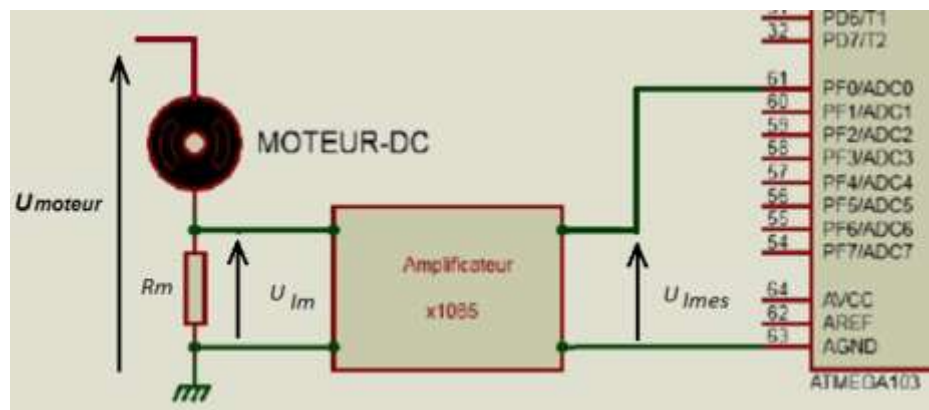 PD6/T1
32 PD7/T2
61 PF0/ADC0
60 PF1/ADC1
59 PF2/ADC2
58 PF3/ADC3
57 PF4/ADC4
56 PF5/ADC5
55 PF6/ADC6
54 PF7/ADC7
64 AVCC
62 AREF
63 AGND
ATMEGA103
MOTEUR-DC
U moteur
Rm
U Im
Amplificateur
x1085
U Imes